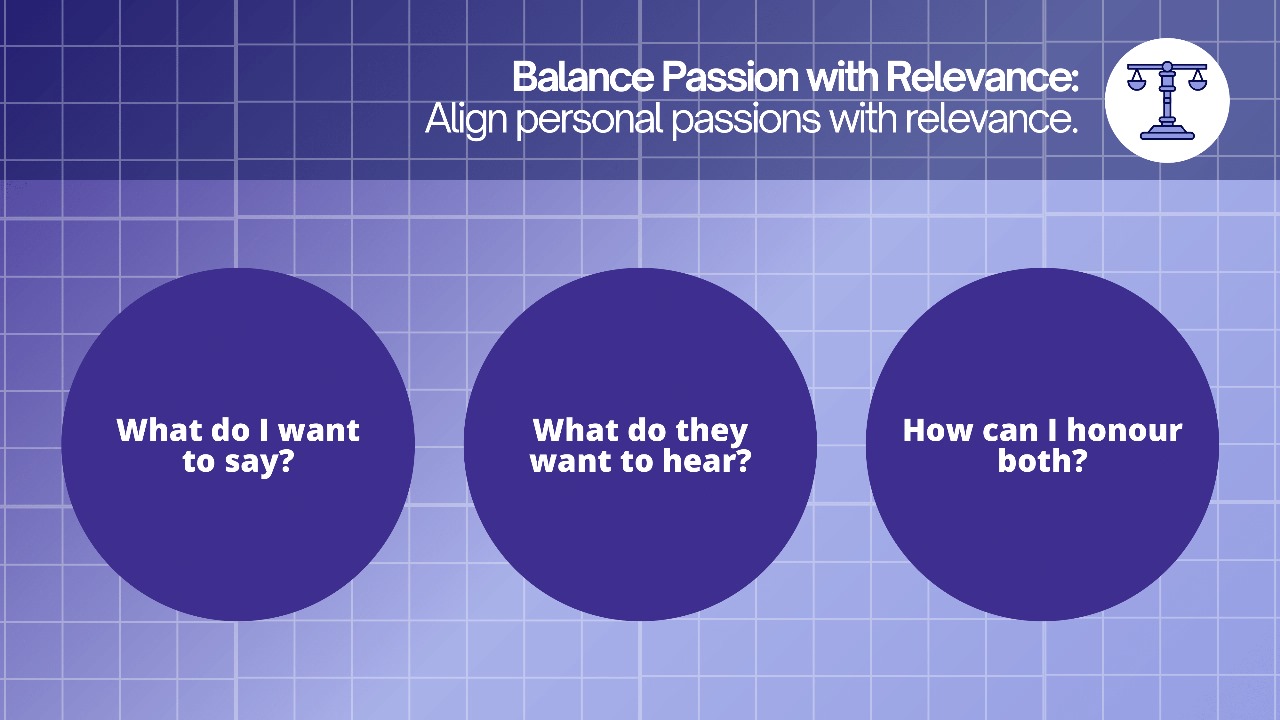 Balance Passion with Relevance:
Align personal passions with relevance.
What do I want
to say?
What do they
want to hear?
How can I honour
both?